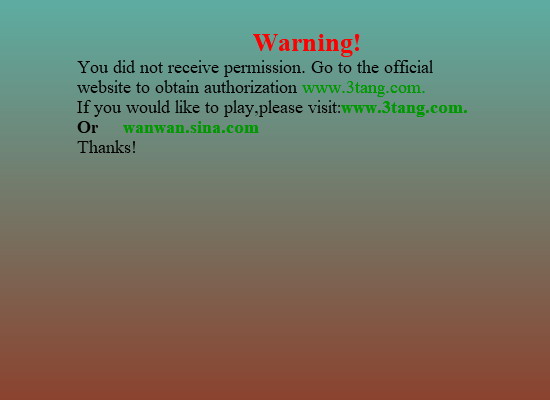 Warning!
You did not receive permission. Go to the official
website to obtain authorization www.3tang.com.
If you would like to play,please visit:www.3tang.com.
Or wanwan.sina.com
Thanks!